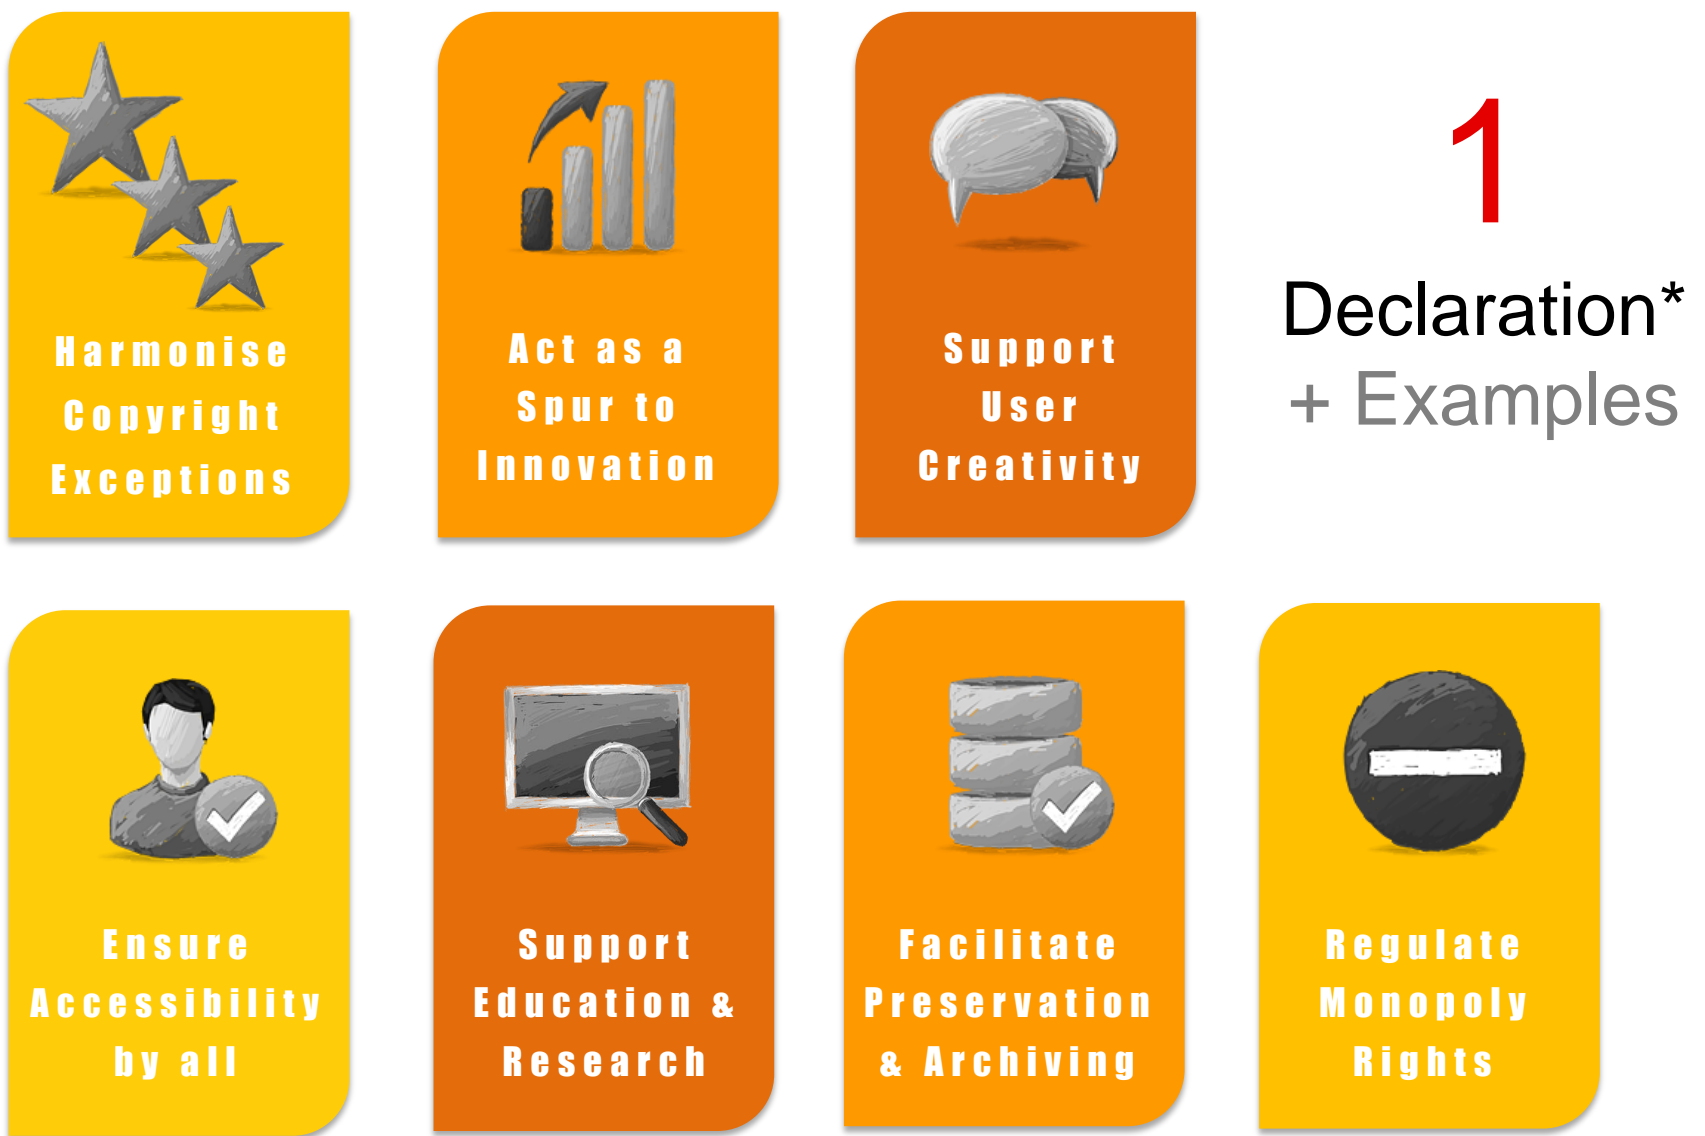 Harmonise
Copyright
Exceptions
Act as a
Spur to
Innovation
Support
User
Creativity
1
Declaration*
+ Examples
Ensure
Accessibility
by all
Support
Education &
Research
Facilitate
Preservation
& Archiving
Regulate
Monopoly
Rights